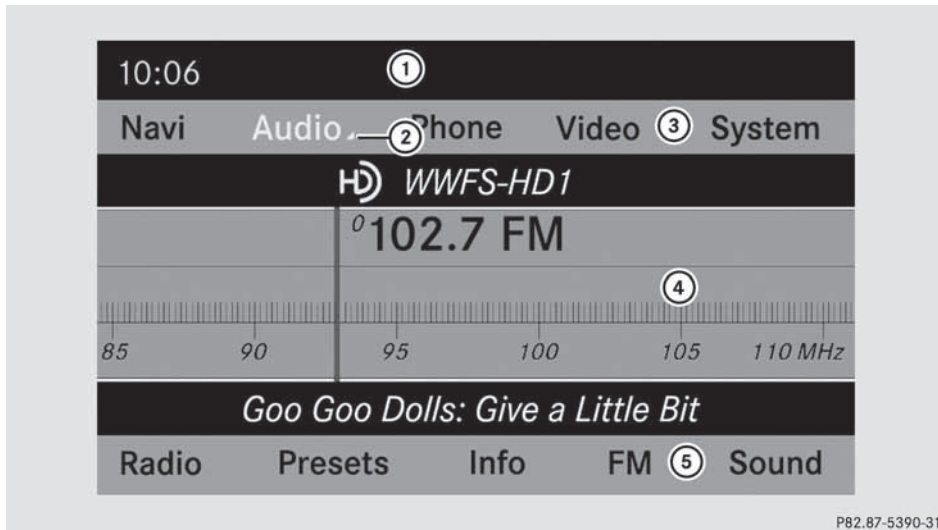 10:06 1
Navi Audio 2 Phone Video 3 System
HD WWFS-HD1
0 102.7 FM
4
85 90 95 100 105 110 MHz
Goo Goo Dolls: Give a Little Bit
Radio Presets Info FM 5 Sound
P82.87-5390-31